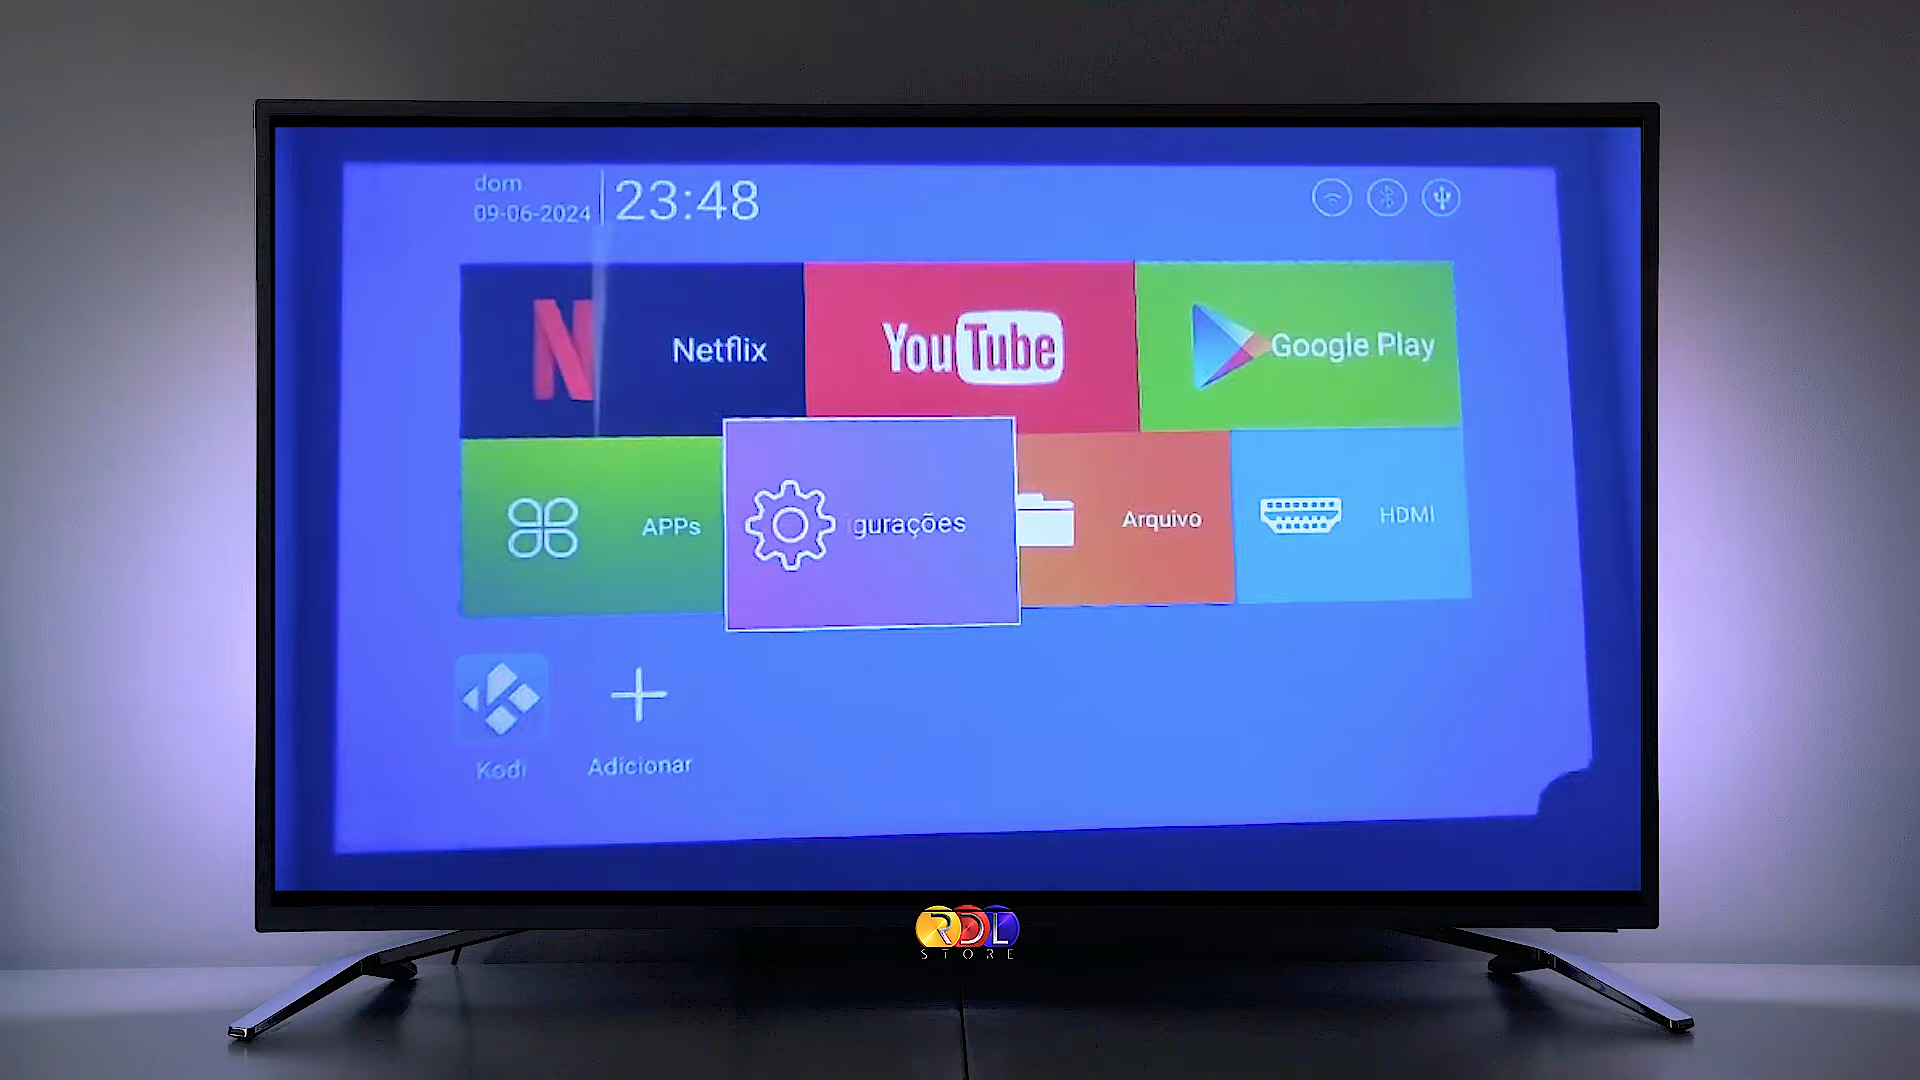 dom
09-06-2024
23:48
Netflix
YouTube
Google Play
APPs
gurações
Arquivo
HDMI
Kodi
Adicionar
RDL
STORE